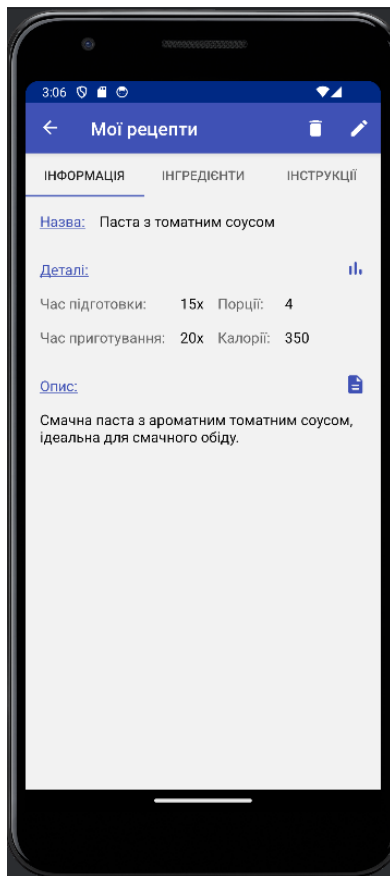 3:06
Мої рецепти
ІНФОРМАЦІЯ ІНГРЕДІЄНТИ ІНСТРУКЦІЇ
Назва: Паста з томатним соусом
Деталі:
Час підготовки: 15х Порції: 4
Час приготування: 20х Калорії: 350
Опис:
Смачна паста з ароматним томатним соусом,
ідеальна для смачного обіду.